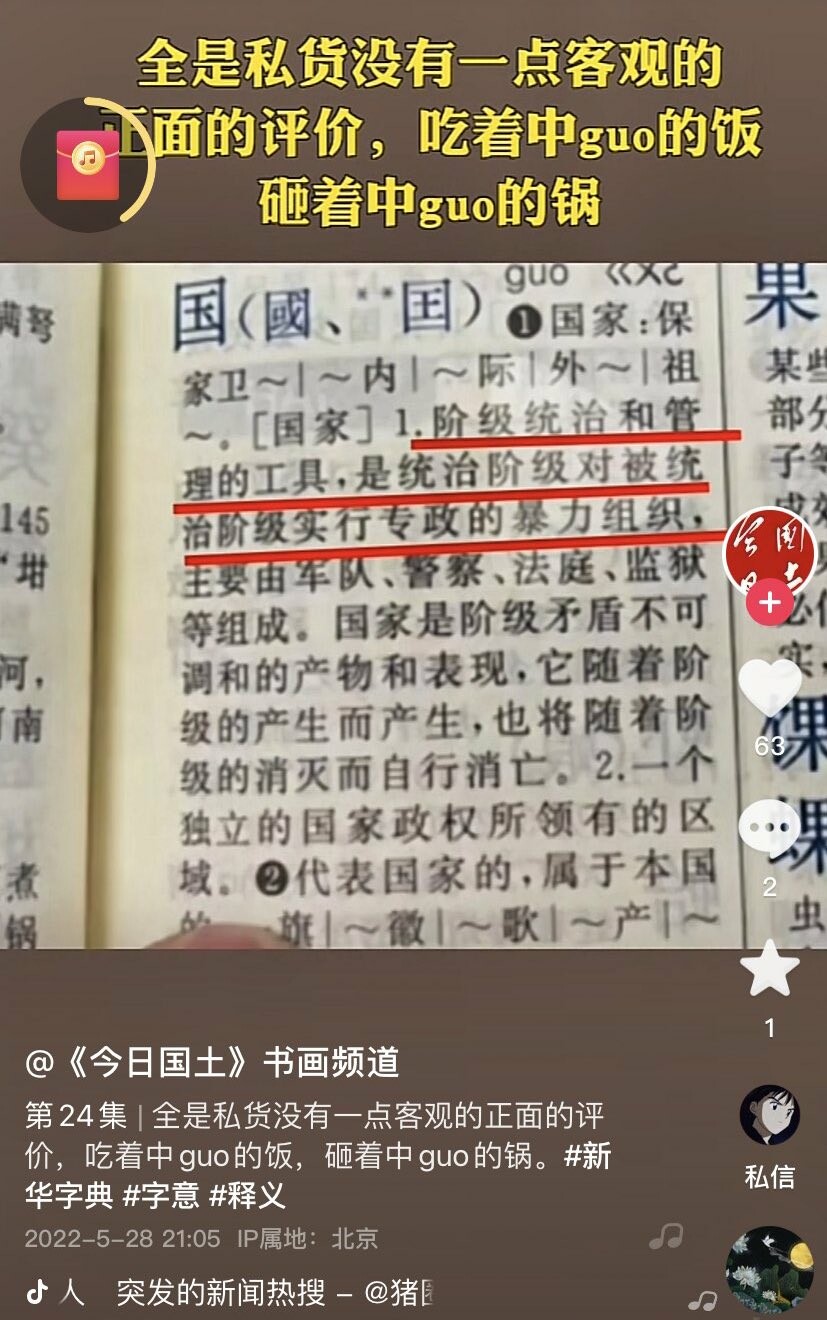 全是私货没有一点客观的
正面的评价，吃着中guo的饭
砸着中guo的锅
国(國、**囯) guo ㄍㄨㄛ
❶国家:保
家卫～|～内|～际|外～|祖
～。[国家] 1.阶级统治和管
理的工具,是统治阶级对被统
治阶级实行专政的暴力组织,
主要由军队、警察、法庭、监狱
等组成。国家是阶级矛盾不可
调和的产物和表现,它随着阶
级的产生而产生,也将随着阶
级的消灭而自行消亡。2.一个
独立的国家政权所领有的区
域。❷代表国家的,属于本国
的 旗|～徽|～歌|～产|～
满弩
145
“坩
河,
南
煮
锅
果
某些
部分
子等
成
实,
虫
63
2
1
私信
@《今日国土》书画频道
第24集 | 全是私货没有一点客观的正面的评
价，吃着中guo的饭，砸着中guo的锅。#新
华字典 #字意 #释义
2022-5-28 21:05 IP属地：北京
人 突发的新闻热搜 – @猪